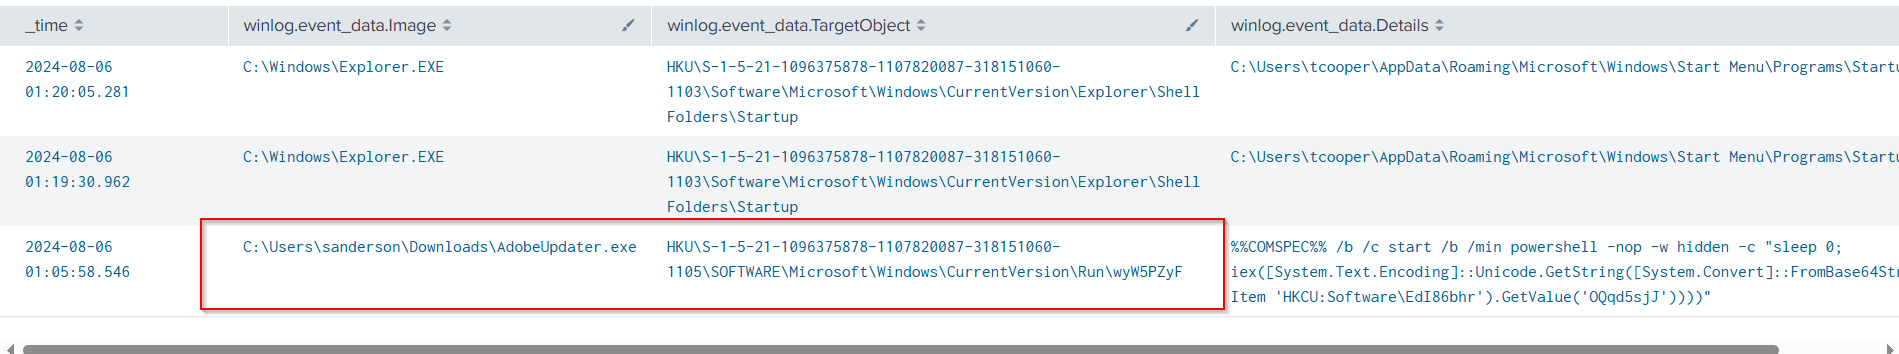 _time winlog.event_data.Image winlog.event_data.TargetObject winlog.event_data.Details
2024-08-06 C:\Windows\Explorer.EXE HKU\S-1-5-21-1096375878-1107820087-318151060- C:\Users\tcooper\AppData\Roaming\Microsoft\Windows\Start Menu\Programs\Startu
01:20:05.281 1103\Software\Microsoft\Windows\CurrentVersion\Explorer\Shell
Folders\Startup
2024-08-06 C:\Windows\Explorer.EXE HKU\S-1-5-21-1096375878-1107820087-318151060- C:\Users\tcooper\AppData\Roaming\Microsoft\Windows\Start Menu\Programs\Startu
01:19:30.962 1103\Software\Microsoft\Windows\CurrentVersion\Explorer\Shell
Folders\Startup
2024-08-06 C:\Users\sanderson\Downloads\AdobeUpdater.exe HKU\S-1-5-21-1096375878-1107820087-318151060- %%COMSPEC%% /b /c start /b /min powershell -nop -w hidden -c "sleep 0;
01:05:58.546 1105\SOFTWARE\Microsoft\Windows\CurrentVersion\Run\wyW5PZyF iex([System.Text.Encoding]::Unicode.GetString([System.Convert]::FromBase64Str
Item 'HKCU:Software\EdI86bhr').GetValue('OQqd5sjJ'))))"